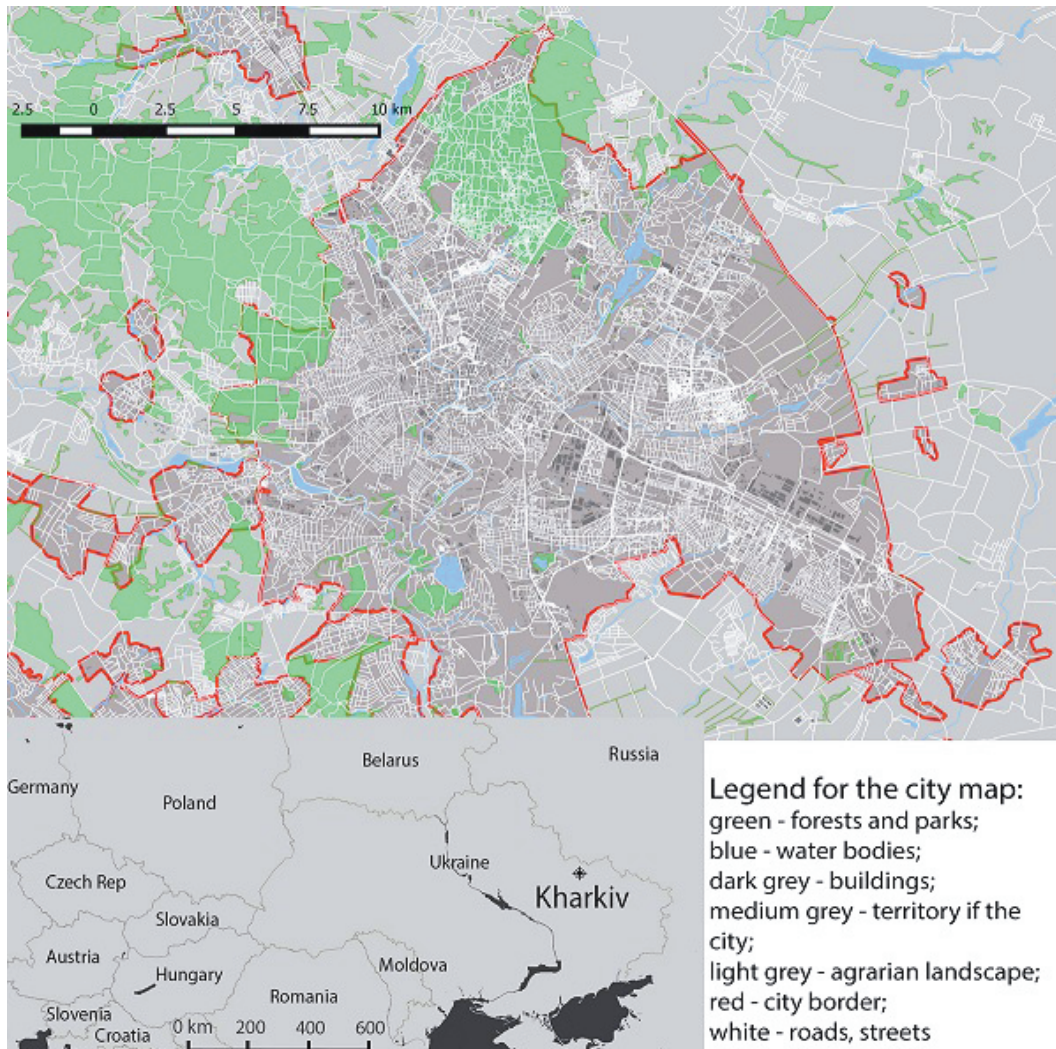 2.5 0 2.5 5 7.5 10 km
Belarus
Russia
Germany
Poland
Ukraine
Czech Rep
Kharkiv
Slovakia
Austria
Moldova
Hungary
Romania
Slovenia
Croatia
0 km 200 400 600
Legend for the city map:
green - forests and parks;
blue - water bodies;
dark grey - buildings;
medium grey - territory if the
city;
light grey - agrarian landscape;
red - city border;
white - roads, streets